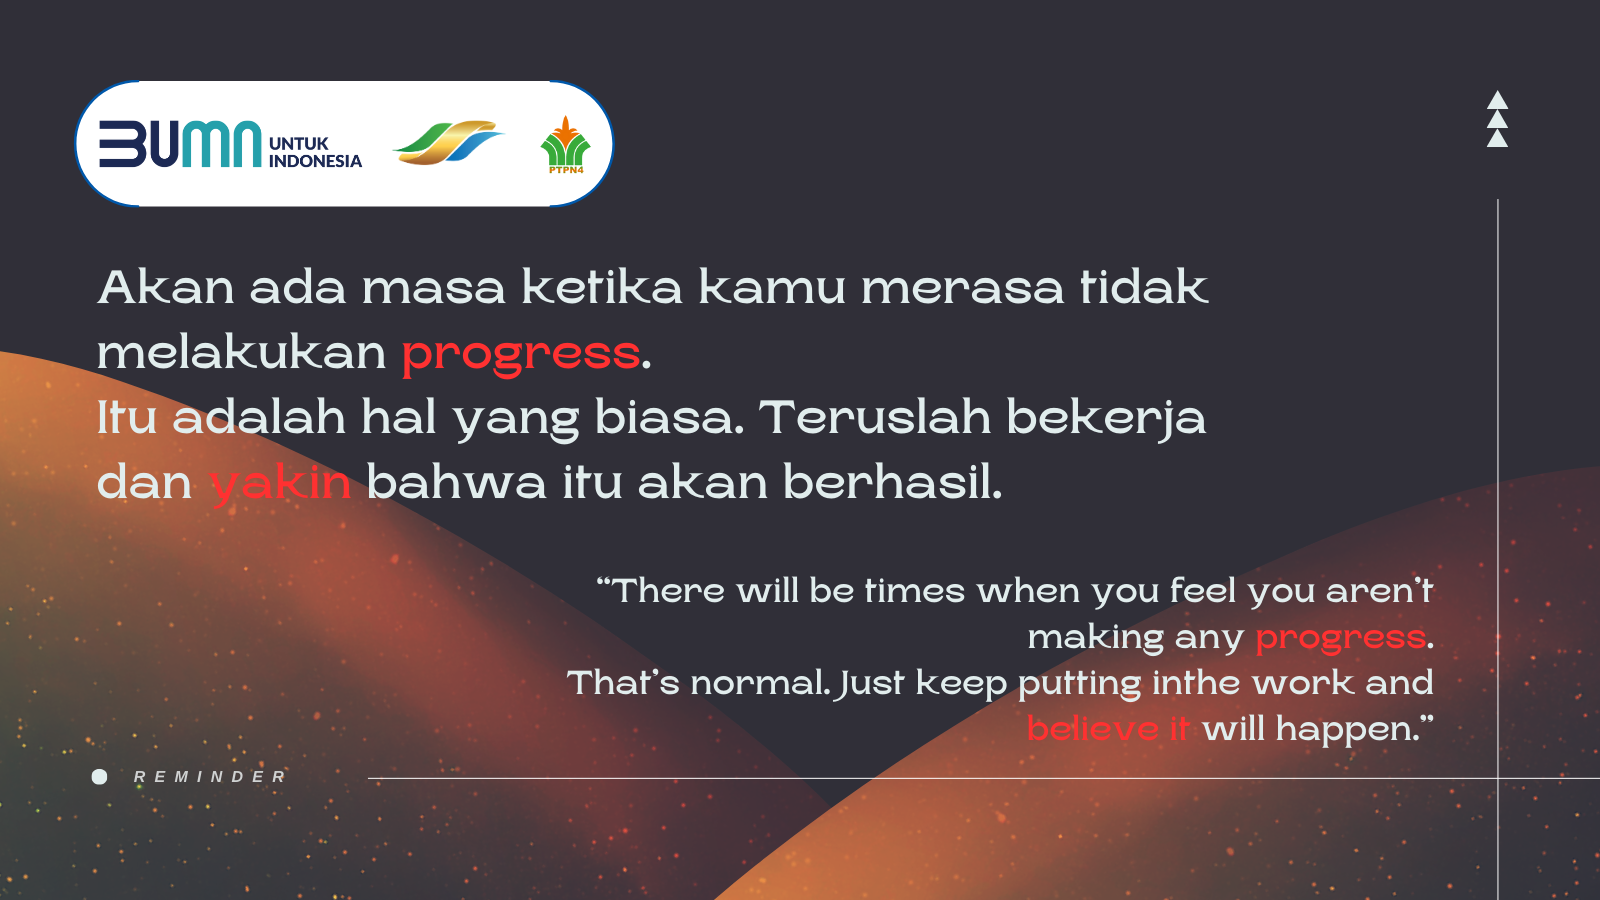 BUMN UNTUK
INDONESIA
PTPN4
Akan ada masa ketika kamu merasa tidak
melakukan progress.
Itu adalah hal yang biasa. Teruslah bekerja
dan yakin bahwa itu akan berhasil.
“There will be times when you feel you aren’t
making any progress.
That’s normal. Just keep putting inthe work and
believe it will happen.”
REMINDER